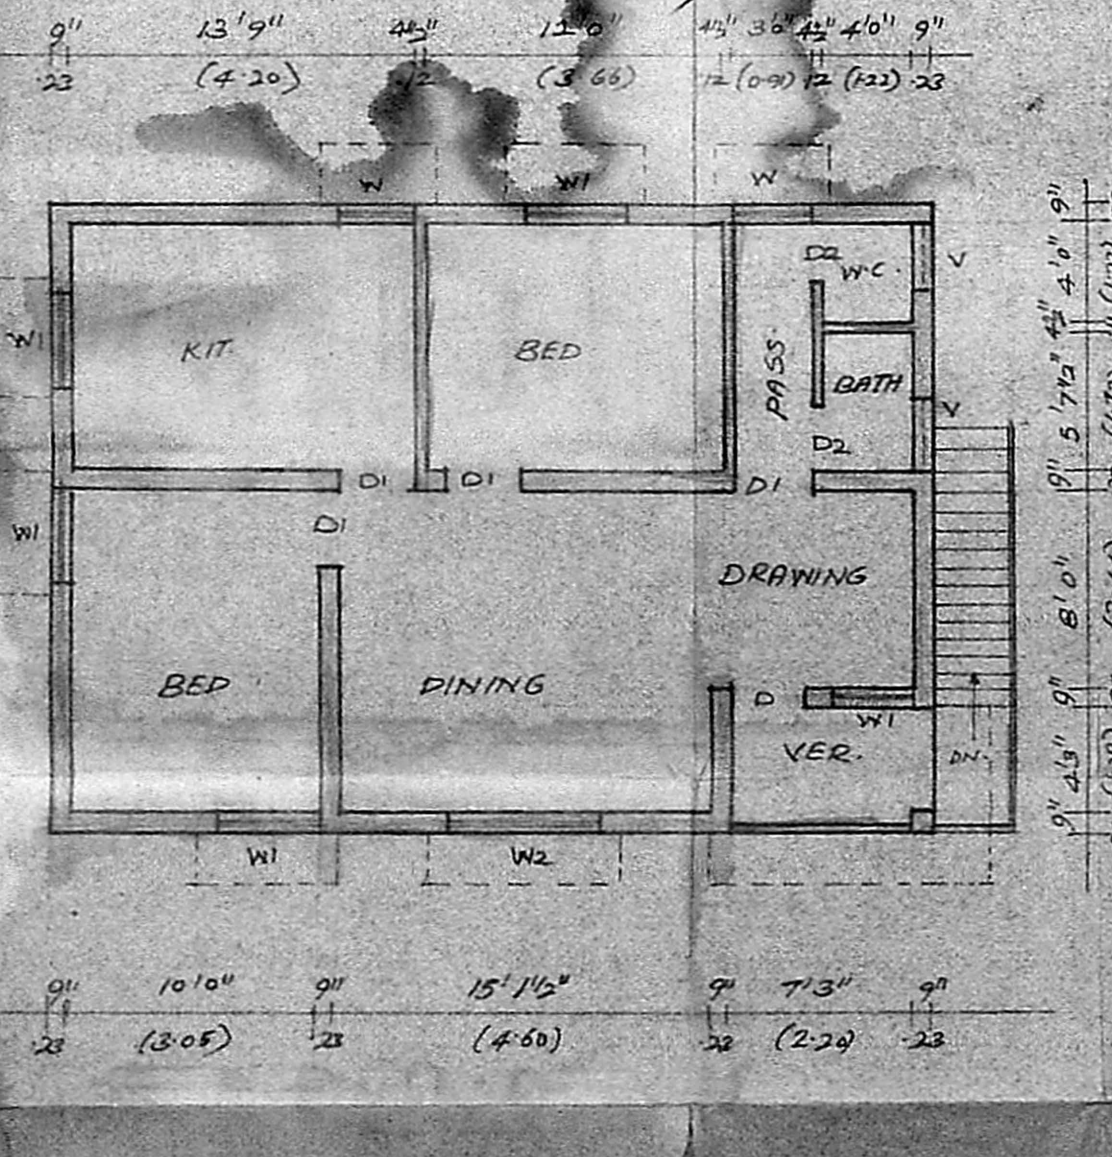 9" 13'9" 4½" 12'0" 4½" 3'0" 4½" 4'0" 9"
.23 (4.20) .12 (3.66) .12 (0.91) .12 (1.22) .23
W W1 W
9"
D2
W.C. V
4'0"
4½"
W1 KIT. BED PASS. BATH
5'7½"
V
D2
D1 D1 D1
9"
D1
W1
DRAWING
8'0"
BED DINING
D
9"
W1
VER. DN.
4'3"
9"
W1 W2
9" 10'0" 9" 15'1½" 9" 7'3" 9"
.23 (3.05) .23 (4.60) .23 (2.20) .23